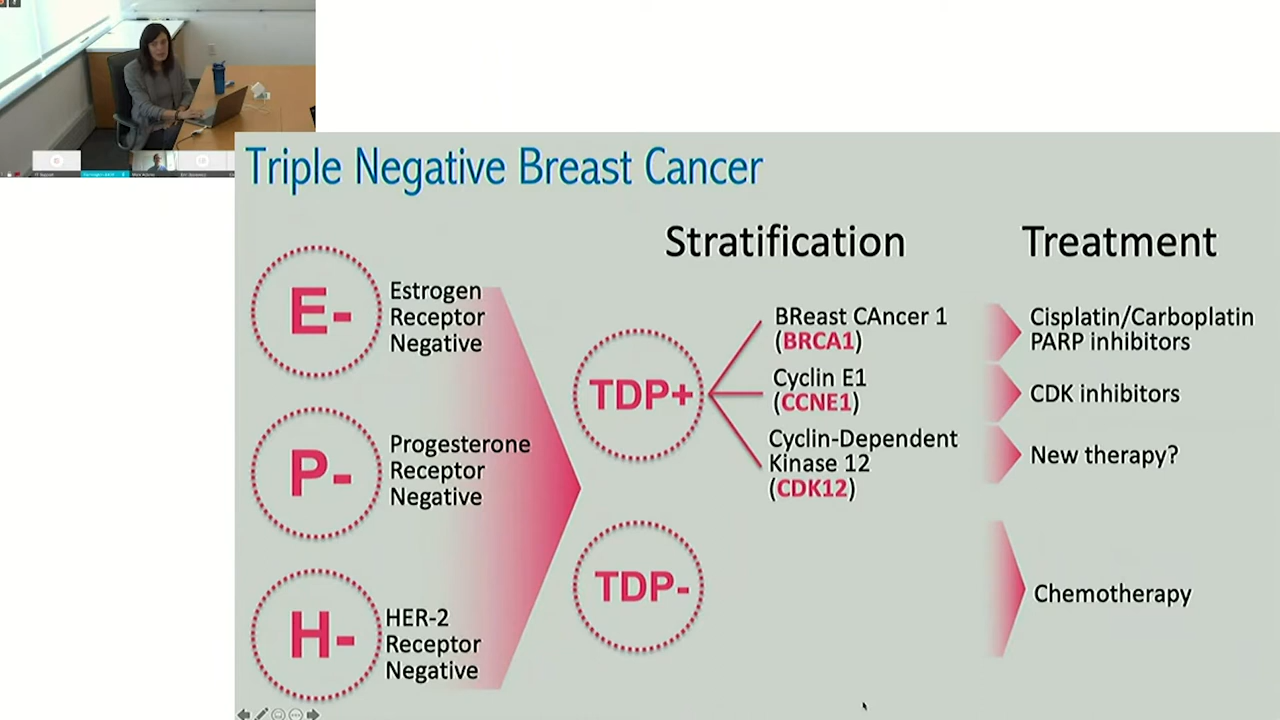 Triple Negative Breast Cancer
Stratification
Treatment
E-
Estrogen
Receptor
Negative
P-
Progesterone
Receptor
Negative
H-
HER-2
Receptor
Negative
TDP+
BReast CAncer 1
(BRCA1)
Cyclin E1
(CCNE1)
Cyclin-Dependent
Kinase 12
(CDK12)
Cisplatin/Carboplatin
PARP inhibitors
CDK inhibitors
New therapy?
TDP-
Chemotherapy